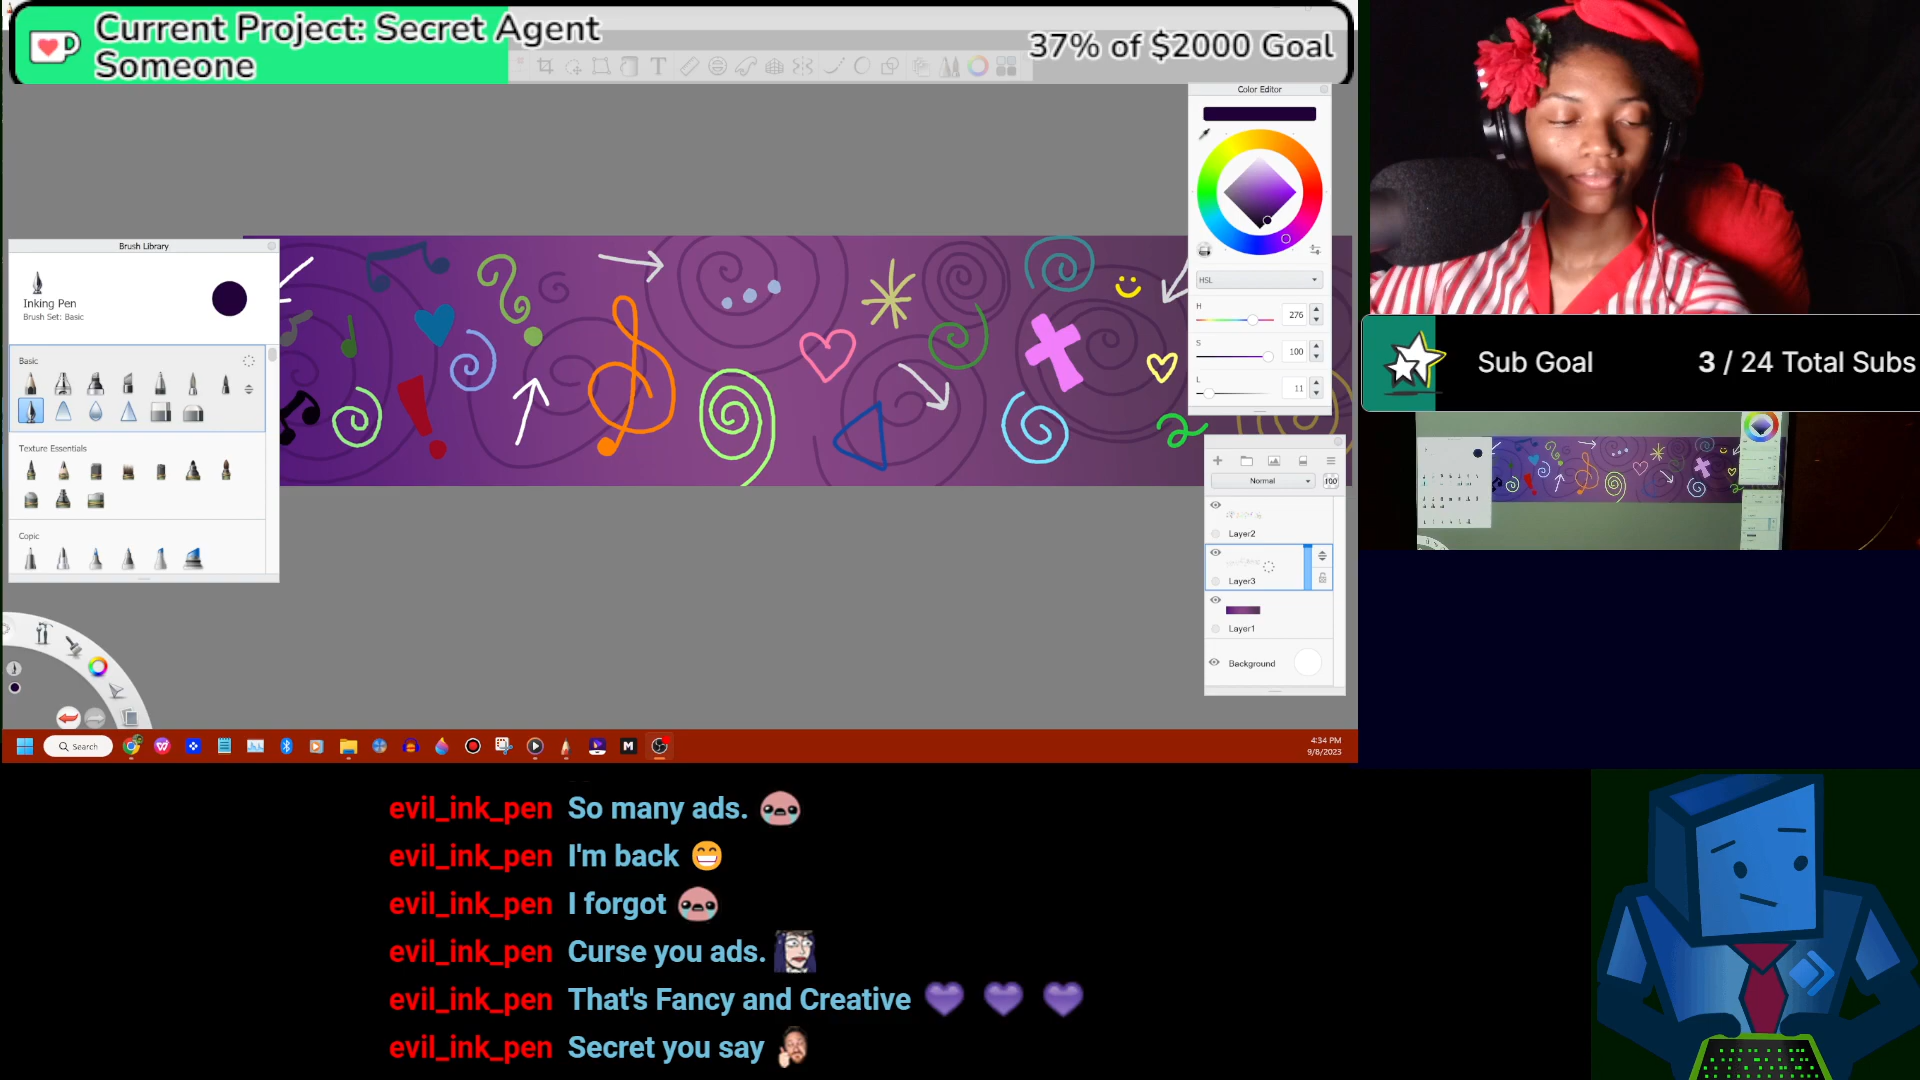 Current Project: Secret Agent
Someone
37% of $2000 Goal
Color Editor
Brush Library
Inking Pen
Brush Set: Basic
Basic
Texture Essentials
Copic
HSL
H
276
S
100
L
11
Normal
100
Layer2
Layer3
Layer1
Background
Search
4:34 PM
9/8/2023
Sub Goal
3 / 24 Total Subs
evil_ink_pen So many ads.
evil_ink_pen I'm back
evil_ink_pen I forgot
evil_ink_pen Curse you ads.
evil_ink_pen That's Fancy and Creative
evil_ink_pen Secret you say